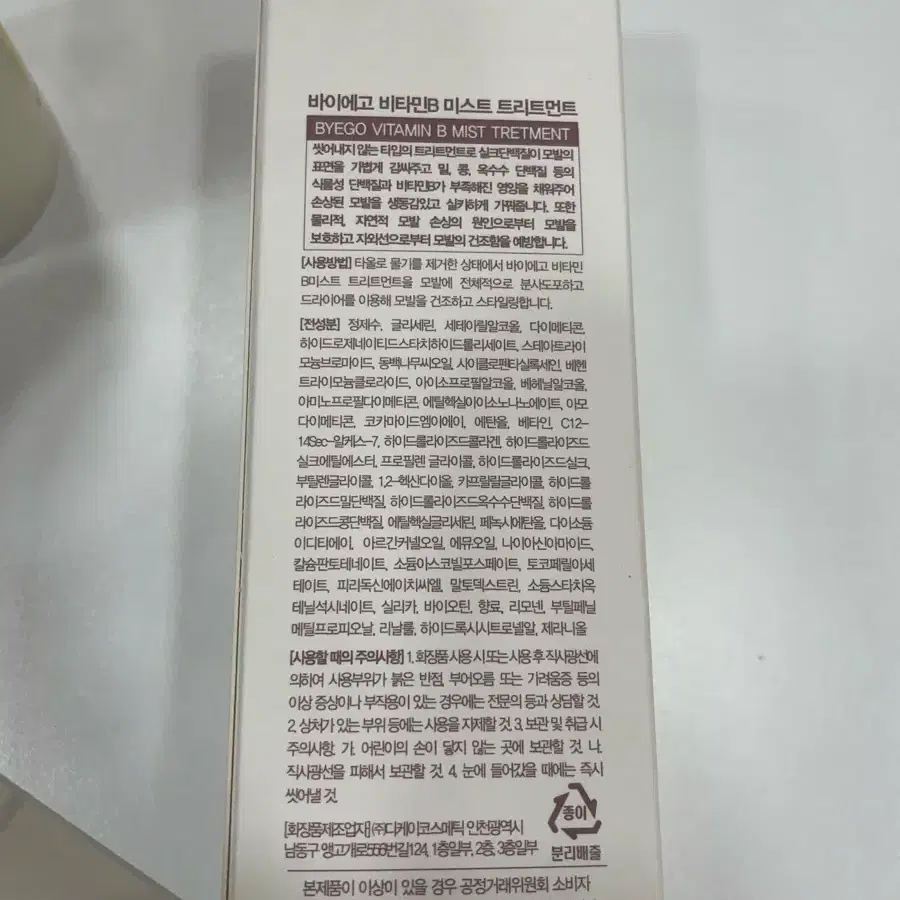 바이에고 비타민B 미스트 트리트먼트
BYEGO VITAMIN B MIST TRETMENT
씻어내지 않는 타입의 트리트먼트로 실크단백질이 모발의
표면을 가볍게 감싸주고 밀, 콩, 옥수수 단백질 등의
식물성 단백질과 비타민B가 부족해진 영양을 채워주어
손상된 모발을 생동감있고 실키하게 가꿔줍니다. 또한
물리적, 자연적 모발 손상의 원인으로부터 모발을
보호하고 자외선으로부터 모발의 건조함을 예방합니다.
[사용방법] 타올로 물기를 제거한 상태에서 바이에고 비타민
B미스트 트리트먼트을 모발에 전체적으로 분사도포하고
드라이어를 이용해 모발을 건조하고 스타일링합니다.
[전성분] 정제수, 글리세린, 세테아릴알코올, 다이메티콘,
하이드로제네이티드스타치하이드롤리세이트, 스테아트라이
모늄브로마이드, 동백나무씨오일, 사이클로펜타실록세인, 베헨
트라이모늄클로라이드, 아이소프로필알코올, 베헤닐알코올,
아미노프로필다이메티콘, 에틸헥실아이소노나노에이트, 아모
다이메티콘, 코카마이드엠이에이, 에탄올, 베타인, C12-
14Sec-알케스-7, 하이드롤라이즈드콜라겐, 하이드롤라이즈드
실크에틸에스터, 프로필렌 글라이콜, 하이드롤라이즈드실크,
부틸렌글라이콜, 1,2-헥산다이올, 카프릴릴글라이콜, 하이드롤
라이즈드밀단백질, 하이드롤라이즈드옥수수단백질, 하이드롤
라이즈드콩단백질, 에틸헥실글리세린, 페녹시에탄올, 다이소듐
이디티에이, 아르간커넬오일, 에뮤오일, 나이아신아마이드,
칼슘판토테네이트, 소듐아스코빌포스페이트, 토코페릴아세
테이트, 피리독신에이치씨엘, 말토덱스트린, 소듐스타치옥
테닐석시네이트, 실리카, 바이오틴, 향료, 리모넨, 부틸페닐
메틸프로피오날, 리날룰, 하이드록시시트로넬알, 제라니올
[사용할 때의 주의사항] 1. 화장품 사용 시 또는 사용 후 직사광선에
의하여 사용부위가 붉은 반점, 부어오름 또는 가려움증 등의
이상 증상이나 부작용이 있는 경우에는 전문의 등과 상담할 것
2. 상처가 있는 부위 등에는 사용을 자제할 것 3. 보관 및 취급 시
주의사항. 가. 어린이의 손이 닿지 않는 곳에 보관할 것 나.
직사광선을 피해서 보관할 것. 4. 눈에 들어갔을 때에는 즉시
씻어낼 것.
종이
분리배출
[화장품제조업자] ㈜디케이코스메틱 인천광역시
남동구 앵고개로556번길124, 1층일부, 2층, 3층일부
본제품이 이상이 있을 경우 공정거래위원회 소비자